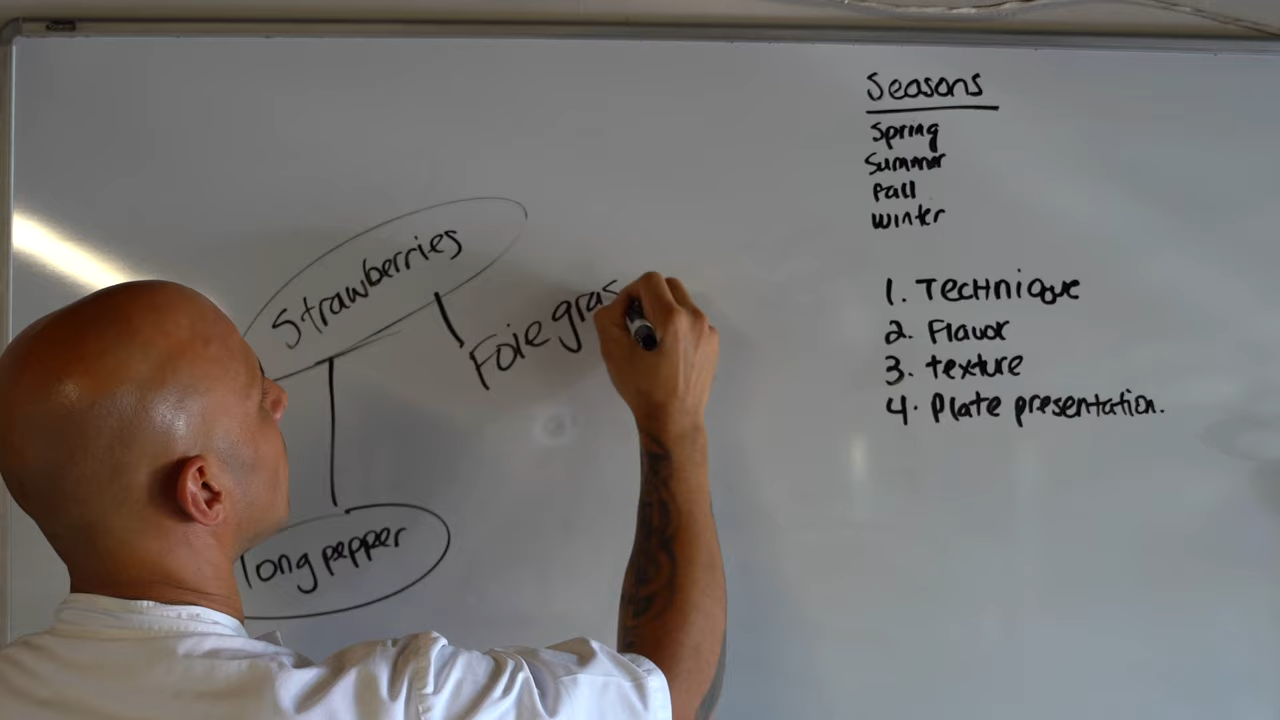 Strawberries
Foie gras
long pepper
Seasons
Spring
Summer
Fall
winter
1. Technique
2. Flavor
3. texture
4. Plate presentation.